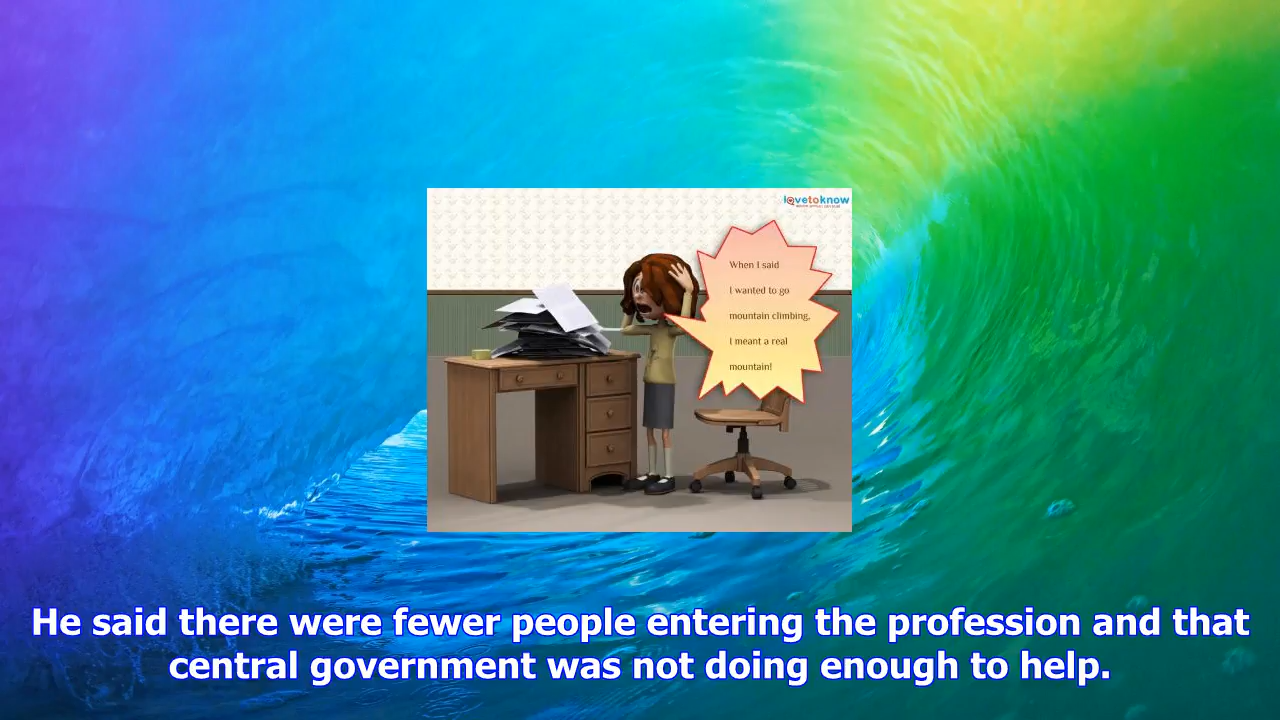 lovetoknow
When I said
I wanted to go
mountain climbing,
I meant a real
mountain!
He said there were fewer people entering the profession and that
central government was not doing enough to help.